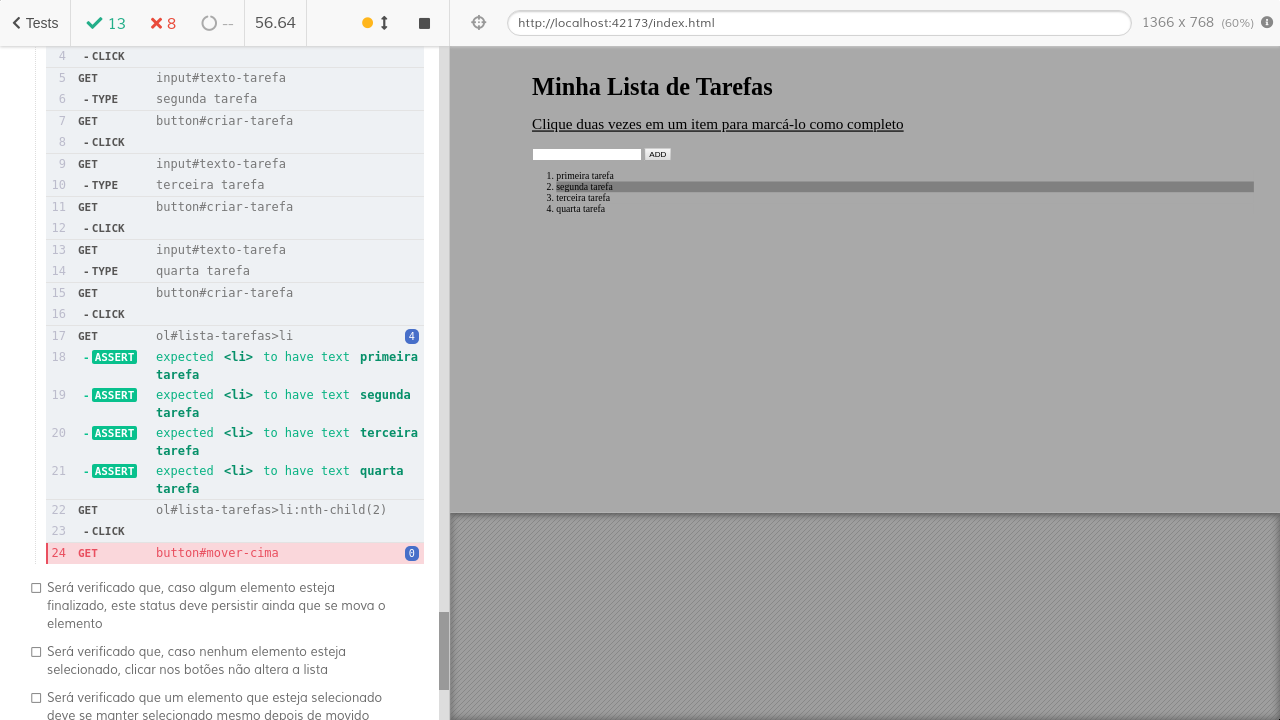 Tests 13 8 -- 56.64 http://localhost:42173/index.html 1366 x 768 (60%)
4 - CLICK
5 GET input#texto-tarefa
6 - TYPE segunda tarefa
7 GET button#criar-tarefa
8 - CLICK
9 GET input#texto-tarefa
10 - TYPE terceira tarefa
11 GET button#criar-tarefa
12 - CLICK
13 GET input#texto-tarefa
14 - TYPE quarta tarefa
15 GET button#criar-tarefa
16 - CLICK
17 GET ol#lista-tarefas>li 4
18 - ASSERT expected <li> to have text primeira
tarefa
19 - ASSERT expected <li> to have text segunda
tarefa
20 - ASSERT expected <li> to have text terceira
tarefa
21 - ASSERT expected <li> to have text quarta
tarefa
22 GET ol#lista-tarefas>li:nth-child(2)
23 - CLICK
24 GET button#mover-cima 0
Será verificado que, caso algum elemento esteja
finalizado, este status deve persistir ainda que se mova o
elemento
Será verificado que, caso nenhum elemento esteja
selecionado, clicar nos botões não altera a lista
Será verificado que um elemento que esteja selecionado
deve se manter selecionado mesmo depois de movido
Minha Lista de Tarefas
Clique duas vezes em um item para marcá-lo como completo
ADD
1. primeira tarefa
2. segunda tarefa
3. terceira tarefa
4. quarta tarefa